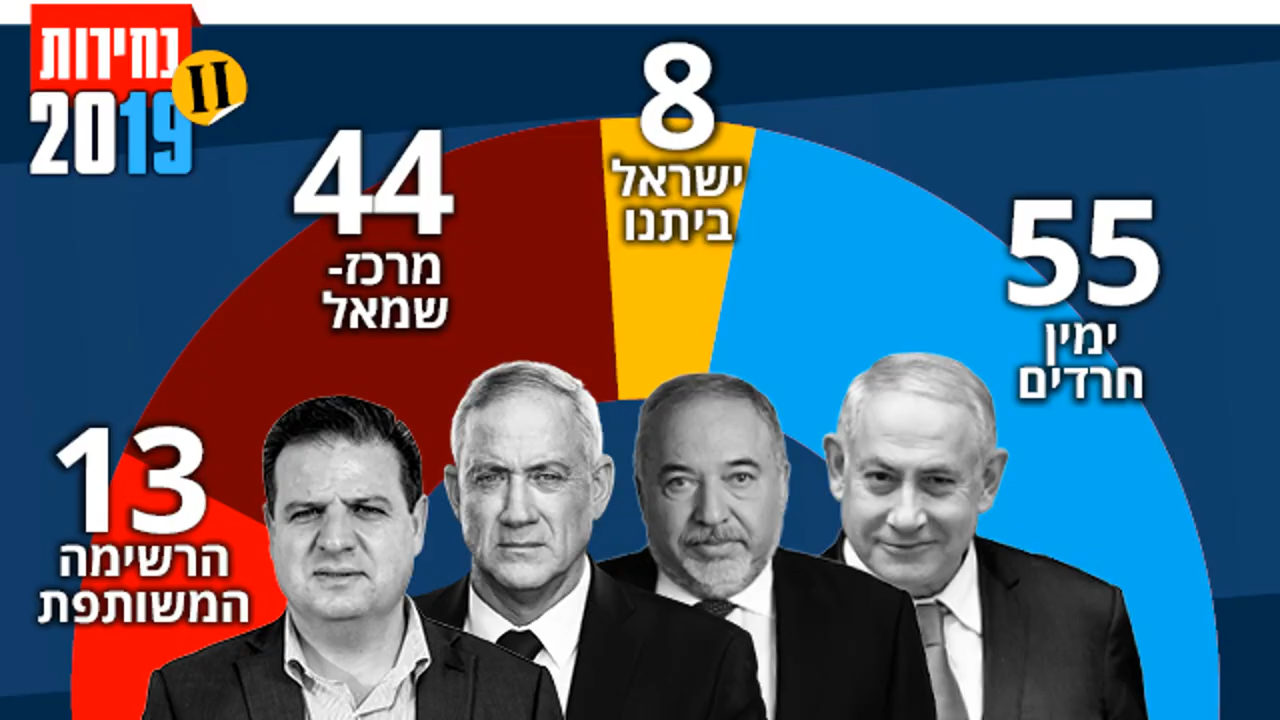 בחירות
2019
II
8
ישראל
ביתנו
55
ימין
חרדים
44
מרכז-
שמאל
13
הרשימה
המשותפת